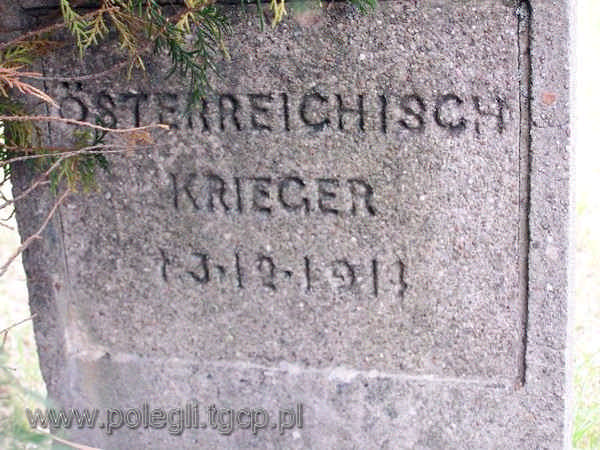 ÖSTERREICHISCH
KRIEGER
13.12.1914
www.polegli.tgcp.pl